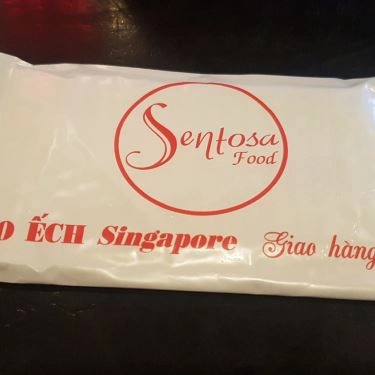 Sentosa
Food
O ẾCH Singapore Giao hàng